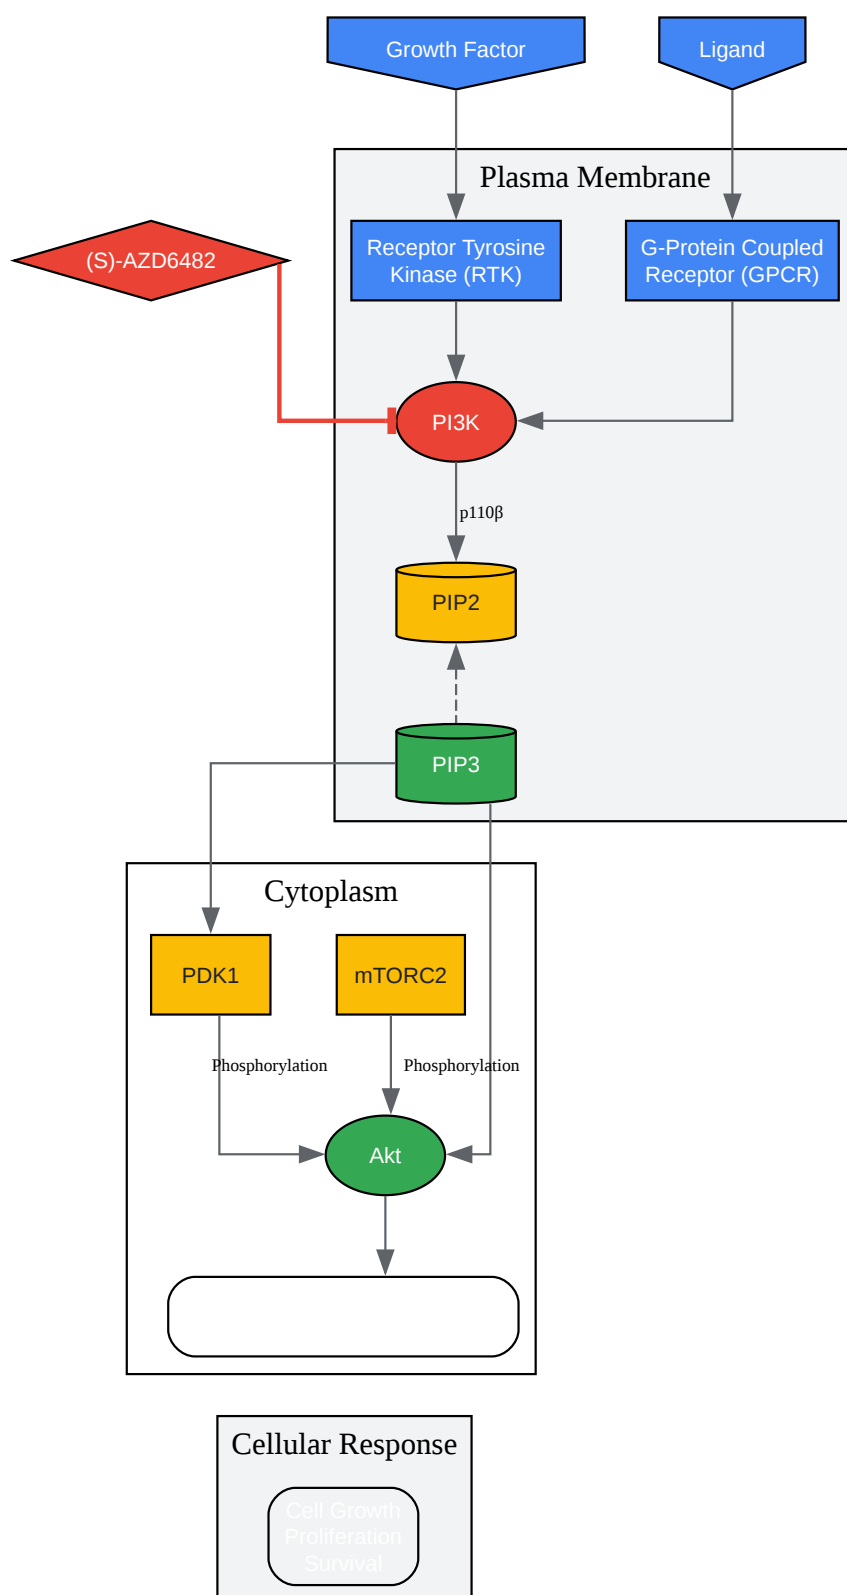 Growth Factor
Ligand
Plasma Membrane
(S)-AZD6482
Receptor Tyrosine
Kinase (RTK)
G-Protein Coupled
Receptor (GPCR)
PI3K
p110β
PIP2
PIP3
Cytoplasm
PDK1
mTORC2
Phosphorylation
Phosphorylation
Akt
Cellular Response
Cell Growth
Proliferation
Survival